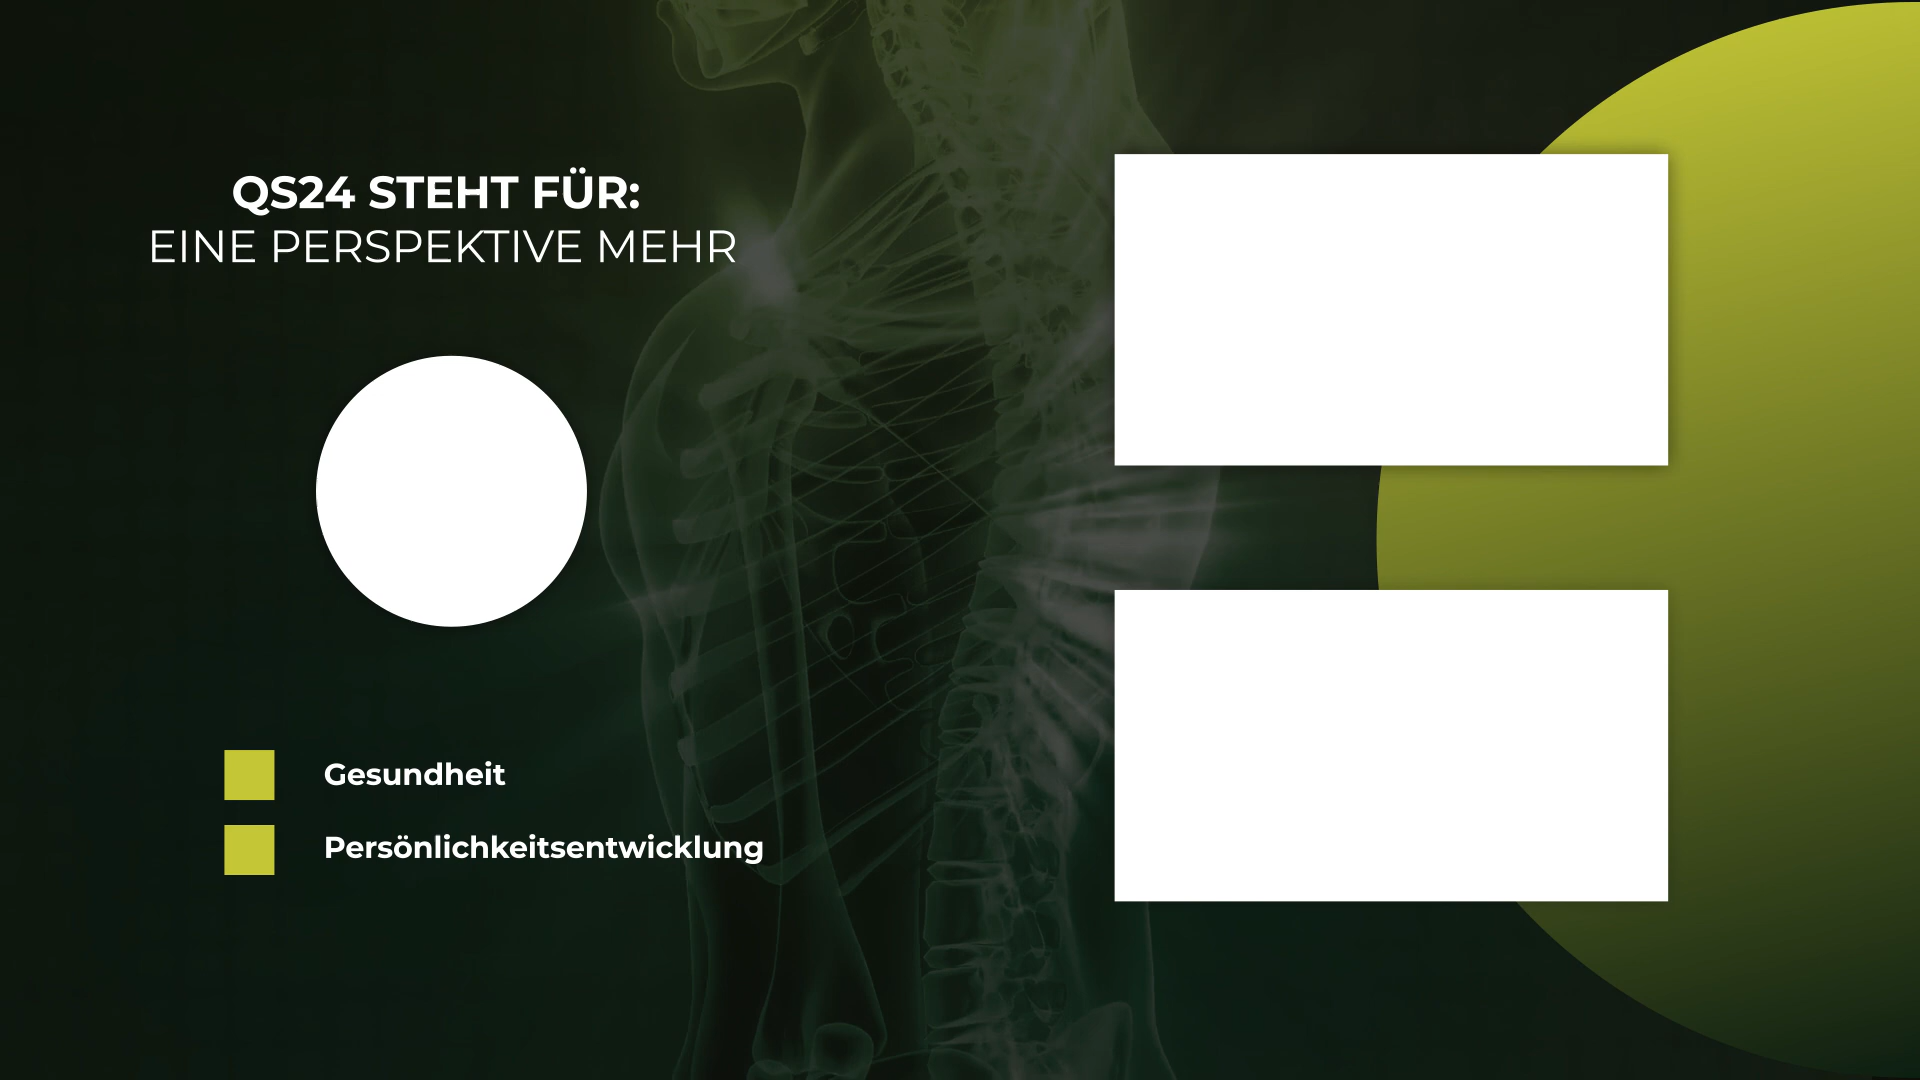 QS24 STEHT FÜR:
EINE PERSPEKTIVE MEHR
Gesundheit
Persönlichkeitsentwicklung